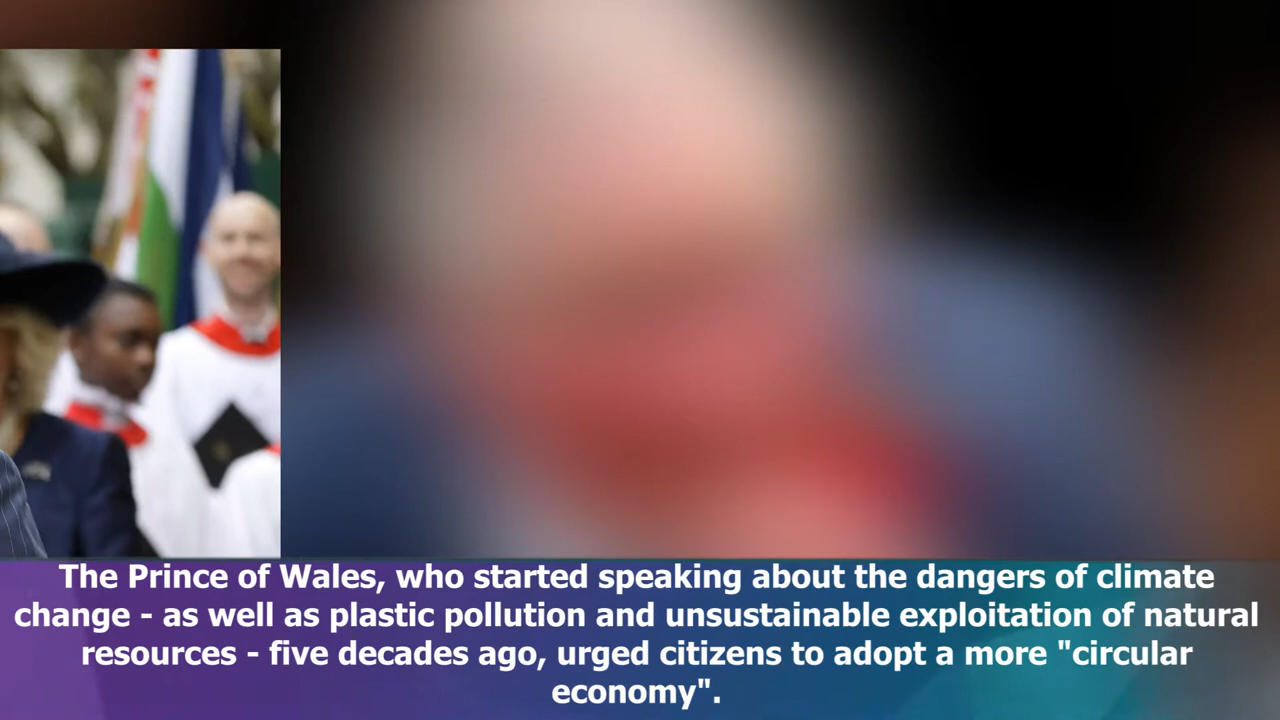 The Prince of Wales, who started speaking about the dangers of climate
change - as well as plastic pollution and unsustainable exploitation of natural
resources - five decades ago, urged citizens to adopt a more "circular
economy".